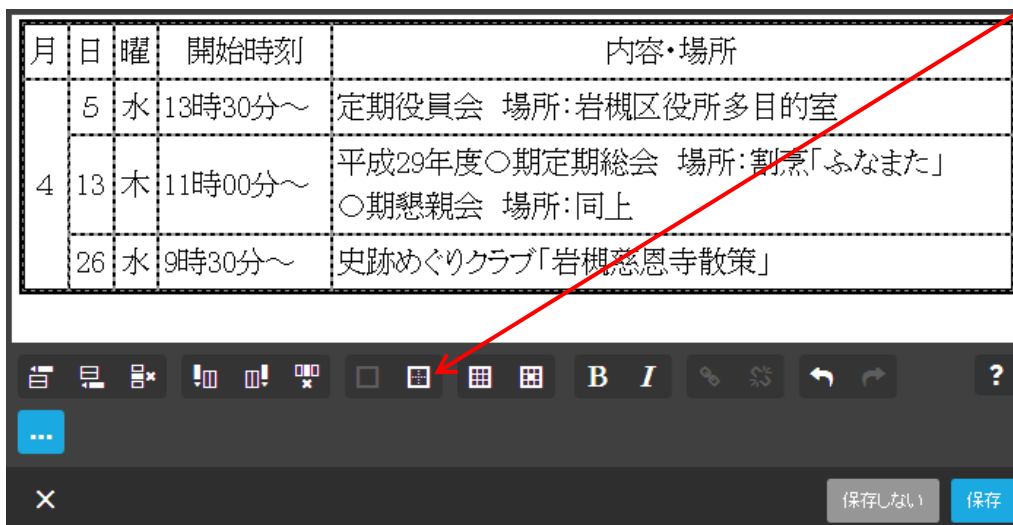 月 日 曜 開始時刻 内容・場所
5 水 13時30分～ 定期役員会 場所：岩槻区役所多目的室
4 13 木 11時00分～ 平成29年度○期定期総会 場所：割烹「ふなまた」
○期懇親会 場所：同上
26 水 9時30分～ 史跡めぐりクラブ「岩槻慈恩寺散策」
B I ?
...
保存しない 保存